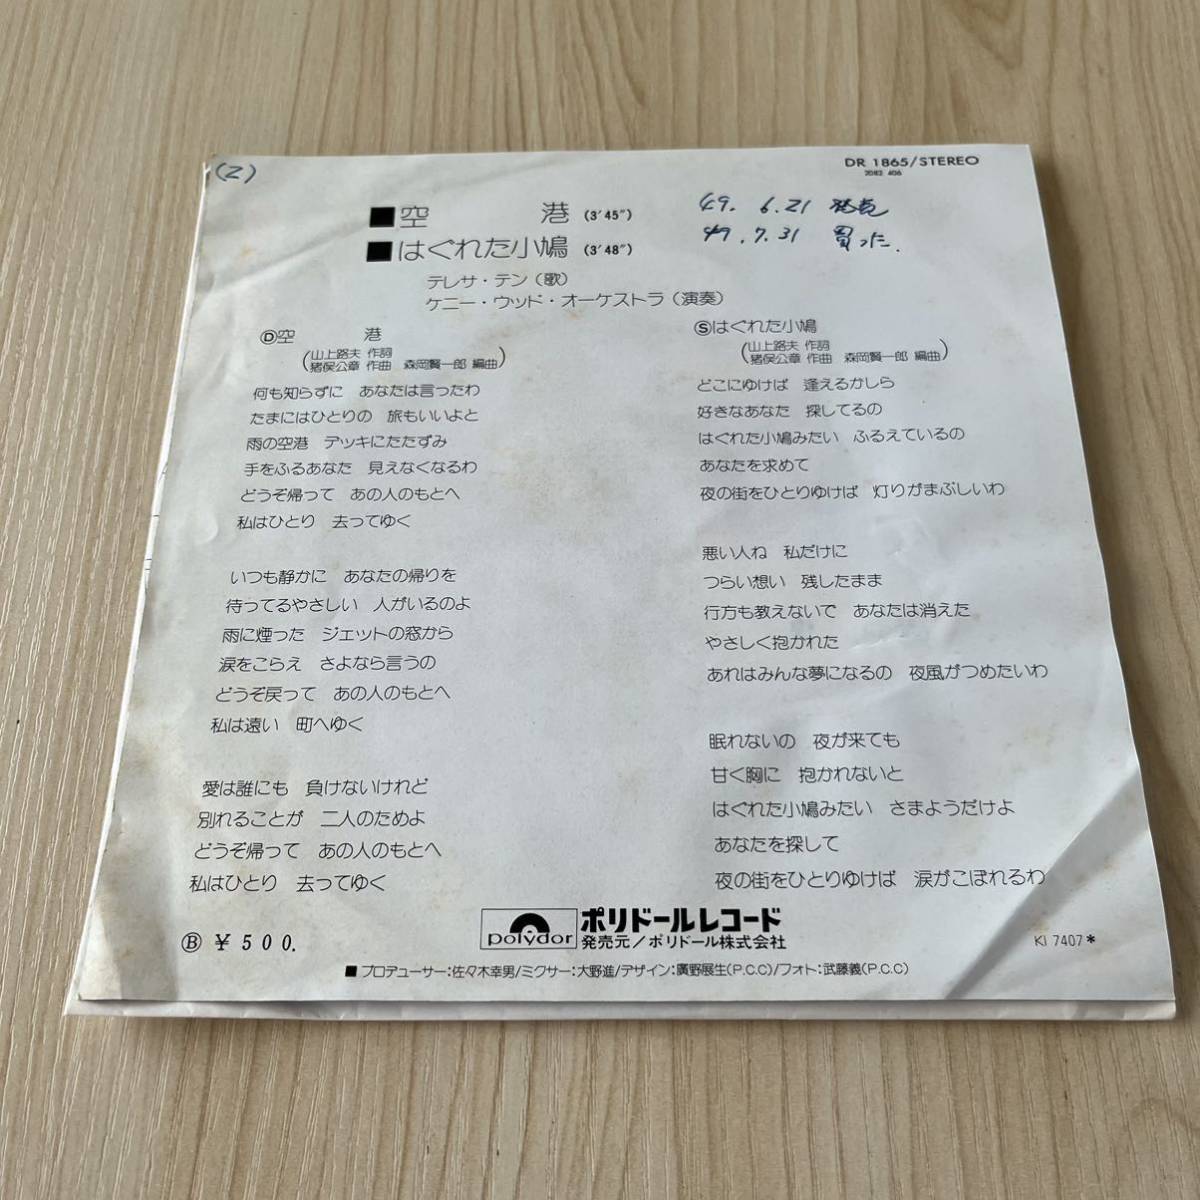 (Z)
DR 1865/STEREO
2082 406
49. 6.21 発売
49.7.31 買った.
■空 港 (3'45")
■はぐれた小鳩 (3'48")
テレサ・テン(歌)
ケニー・ウッド・オーケストラ(演奏)
Ⓓ空 港
(山上路夫 作詞
猪俣公章 作曲 森岡賢一郎 編曲)
何も知らずに あなたは言ったわ
たまにはひとりの 旅もいいよと
雨の空港 デッキにたたずみ
手をふるあなた 見えなくなるわ
どうぞ帰って あの人のもとへ
私はひとり 去ってゆく
いつも静かに あなたの帰りを
待ってるやさしい 人がいるのよ
雨に煙った ジェットの窓から
涙をこらえ さよなら言うの
どうぞ戻って あの人のもとへ
私は遠い 町へゆく
愛は誰にも 負けないけれど
別れることが 二人のためよ
どうぞ帰って あの人のもとへ
私はひとり 去ってゆく
Ⓢはぐれた小鳩
(山上路夫 作詞
猪俣公章 作曲 森岡賢一郎 編曲)
どこにゆけば 逢えるかしら
好きなあなた 探してるの
はぐれた小鳩みたい ふるえているの
あなたを求めて
夜の街をひとりゆけば 灯りがまぶしいわ
悪い人ね 私だけに
つらい想い 残したまま
行方も教えないで あなたは消えた
やさしく抱かれた
あれはみんな夢になるの 夜風がつめたいわ
眠れないの 夜が来ても
甘く胸に 抱かれないと
はぐれた小鳩みたい さまようだけよ
あなたを探して
夜の街をひとりゆけば 涙がこぼれるわ
Ⓑ ¥500.
polydor
ポリドールレコード
発売元/ポリドール株式会社
KI 7407*
■プロデューサー:佐々木幸男/ミクサー:大野進/デザイン:廣野展生(P.C.C)/フォト:武藤義(P.C.C)